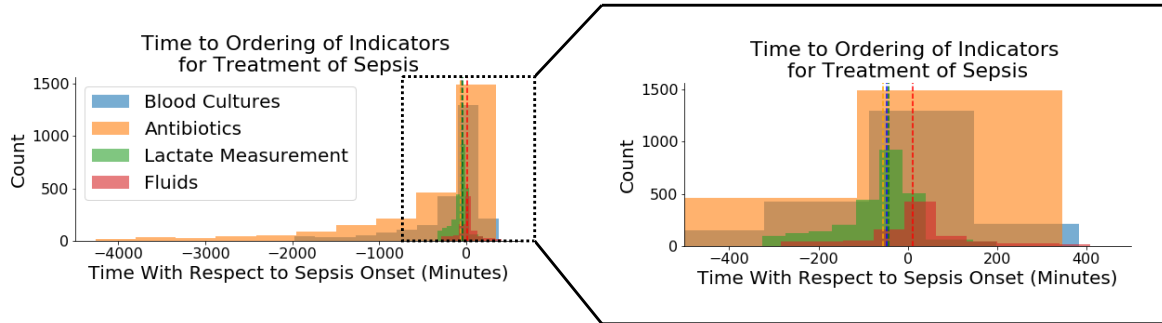 Time to Ordering of Indicators
for Treatment of Sepsis
1500
1000
500
0
Count
Blood Cultures
Antibiotics
Lactate Measurement
Fluids
−4000 −3000 −2000 −1000 0
Time With Respect to Sepsis Onset (Minutes)
Time to Ordering of Indicators
for Treatment of Sepsis
1500
1000
500
0
Count
−400 −200 0 200 400
Time With Respect to Sepsis Onset (Minutes)